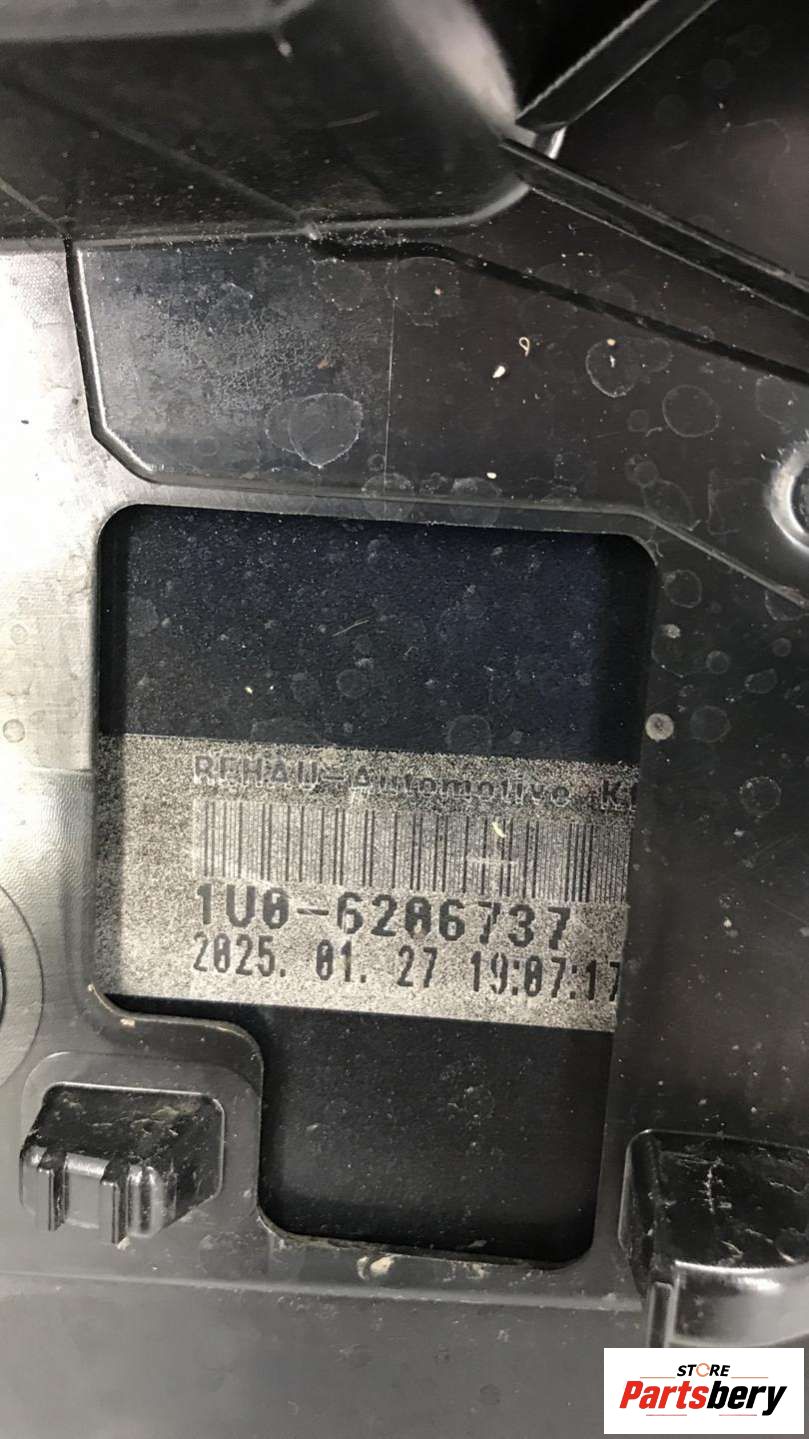 REHAU-Automotive K
1U0-6206737
2025. 01. 27 19:07:17
STORE
Partsbery